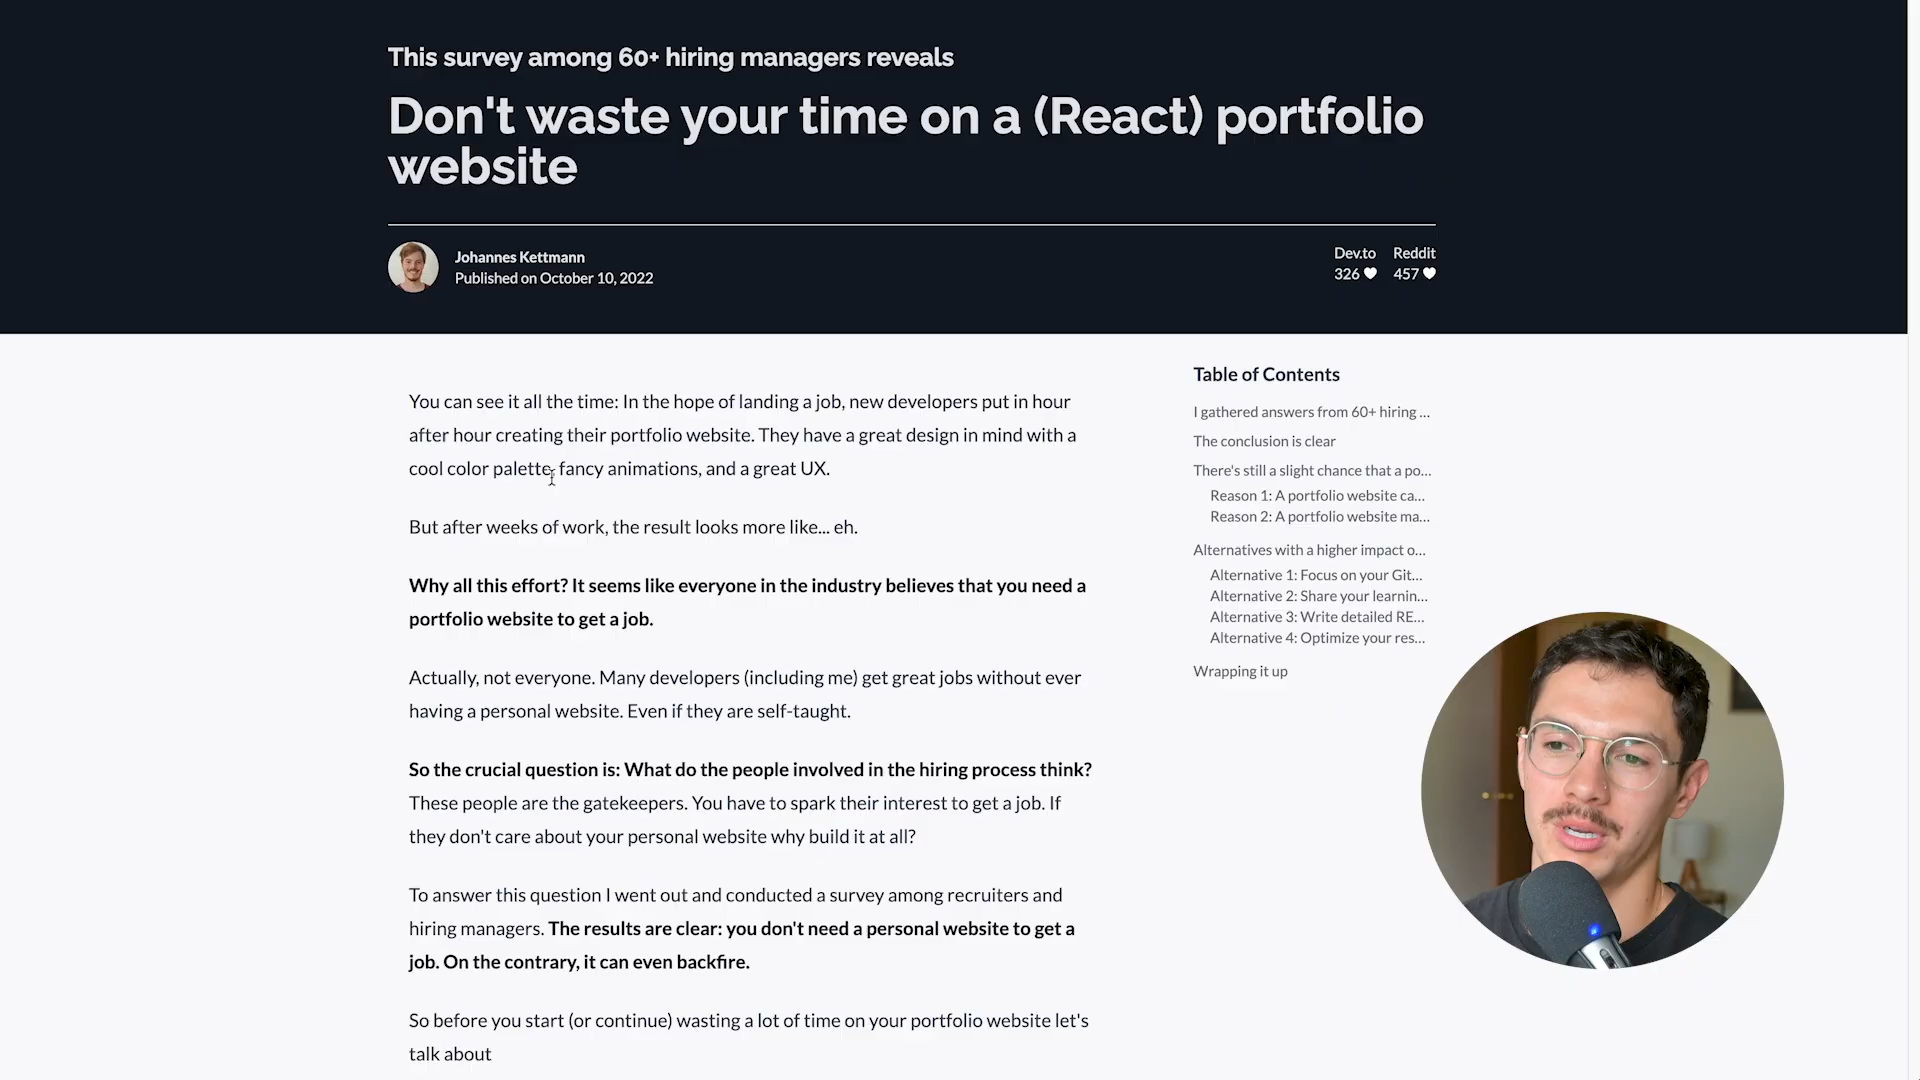 This survey among 60+ hiring managers reveals
Don't waste your time on a (React) portfolio
website
Johannes Kettmann
Published on October 10, 2022
Dev.to
326
Reddit
457
You can see it all the time: In the hope of landing a job, new developers put in hour
after hour creating their portfolio website. They have a great design in mind with a
cool color palette, fancy animations, and a great UX.
But after weeks of work, the result looks more like... eh.
Why all this effort? It seems like everyone in the industry believes that you need a
portfolio website to get a job.
Actually, not everyone. Many developers (including me) get great jobs without ever
having a personal website. Even if they are self-taught.
So the crucial question is: What do the people involved in the hiring process think?
These people are the gatekeepers. You have to spark their interest to get a job. If
they don't care about your personal website why build it at all?
To answer this question I went out and conducted a survey among recruiters and
hiring managers. The results are clear: you don't need a personal website to get a
job. On the contrary, it can even backfire.
So before you start (or continue) wasting a lot of time on your portfolio website let's
talk about
Table of Contents
I gathered answers from 60+ hiring ...
The conclusion is clear
There's still a slight chance that a po...
Reason 1: A portfolio website ca...
Reason 2: A portfolio website ma...
Alternatives with a higher impact o...
Alternative 1: Focus on your Git...
Alternative 2: Share your learnin...
Alternative 3: Write detailed RE...
Alternative 4: Optimize your res...
Wrapping it up